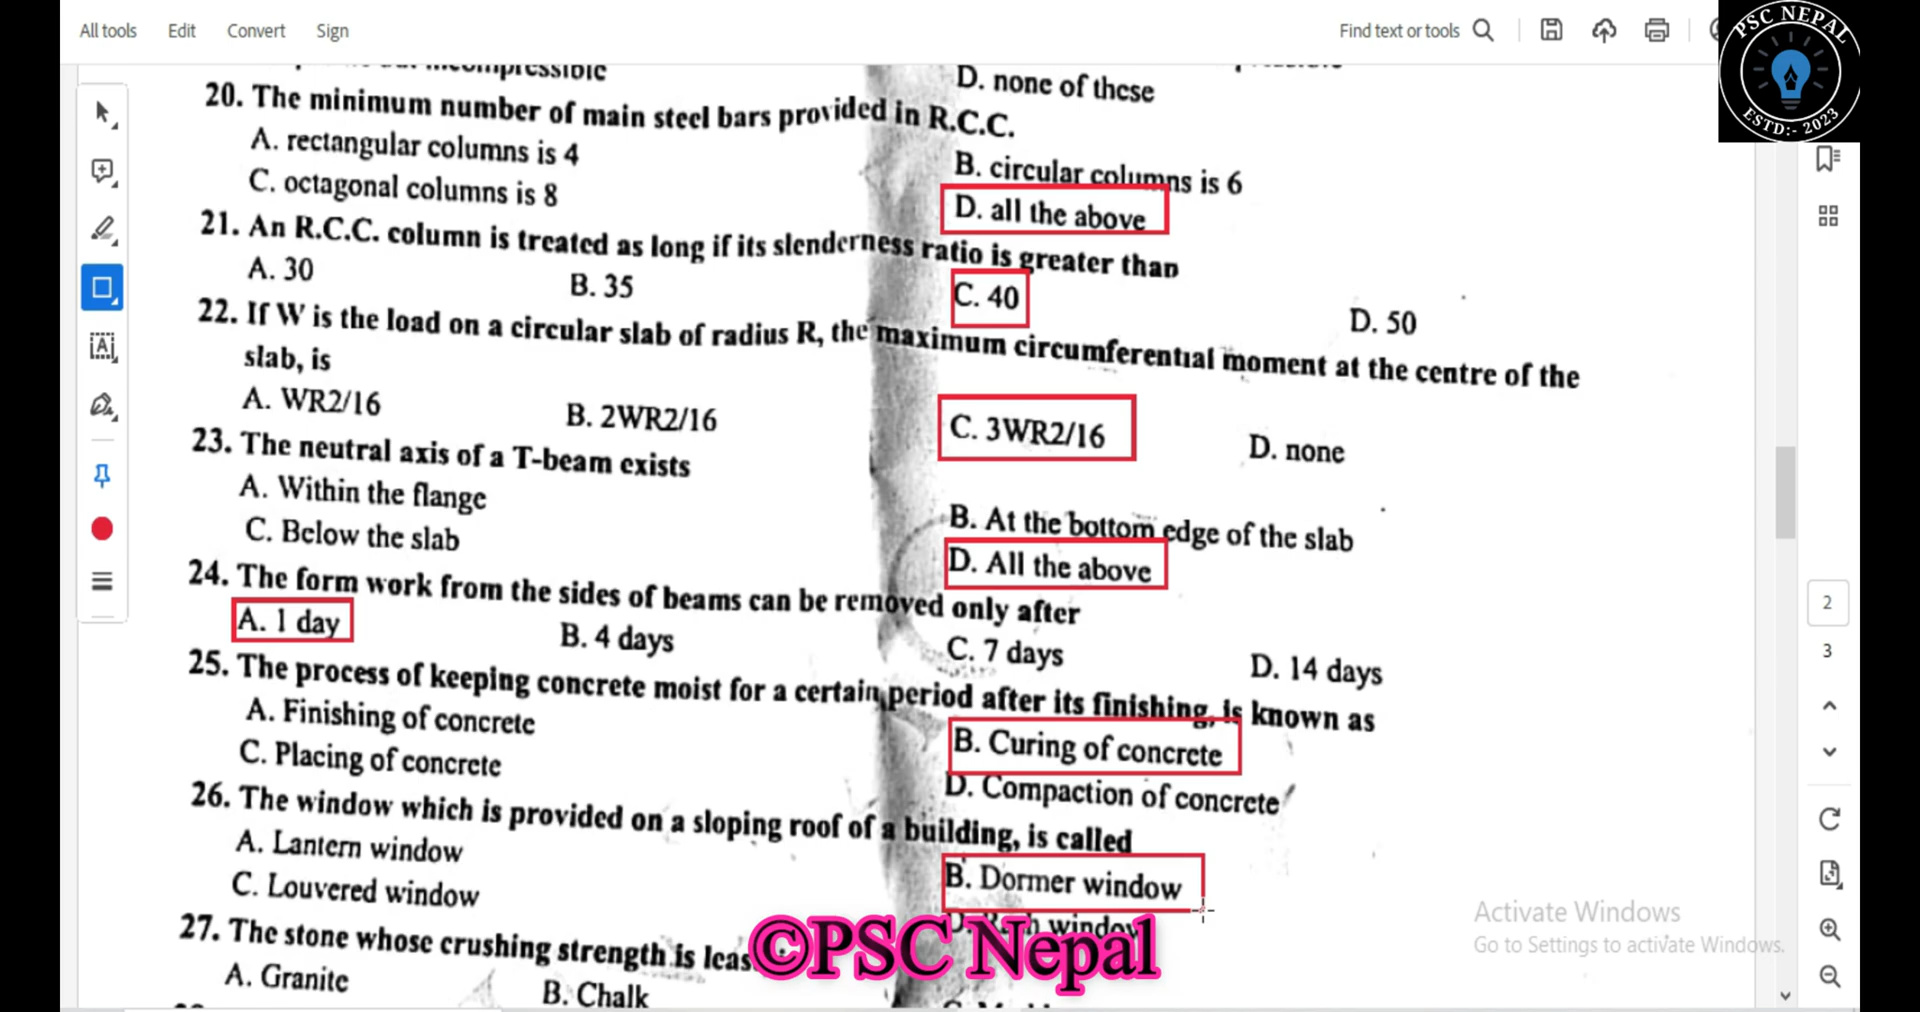 All tools Edit Convert Sign Find text or tools
PSC NEPAL
ESTD:- 2023
incompressible
D. none of these
20. The minimum number of main steel bars provided in R.C.C.
A. rectangular columns is 4 B. circular columns is 6
C. octagonal columns is 8 D. all the above
21. An R.C.C. column is treated as long if its slenderness ratio is greater than
A. 30 B. 35 C. 40 D. 50
22. If W is the load on a circular slab of radius R, the maximum circumferential moment at the centre of the
slab, is
A. WR2/16 B. 2WR2/16 C. 3WR2/16 D. none
23. The neutral axis of a T-beam exists
A. Within the flange B. At the bottom edge of the slab
C. Below the slab D. All the above
24. The form work from the sides of beams can be removed only after
A. 1 day B. 4 days C. 7 days D. 14 days
25. The process of keeping concrete moist for a certain period after its finishing, is known as
A. Finishing of concrete B. Curing of concrete
C. Placing of concrete D. Compaction of concrete
26. The window which is provided on a sloping roof of a building, is called
A. Lantern window B. Dormer window
C. Louvered window D. window
27. The stone whose crushing strength is
A. Granite B. Chalk
©PSC Nepal
2
3
Activate Windows
Go to Settings to activate Windows.